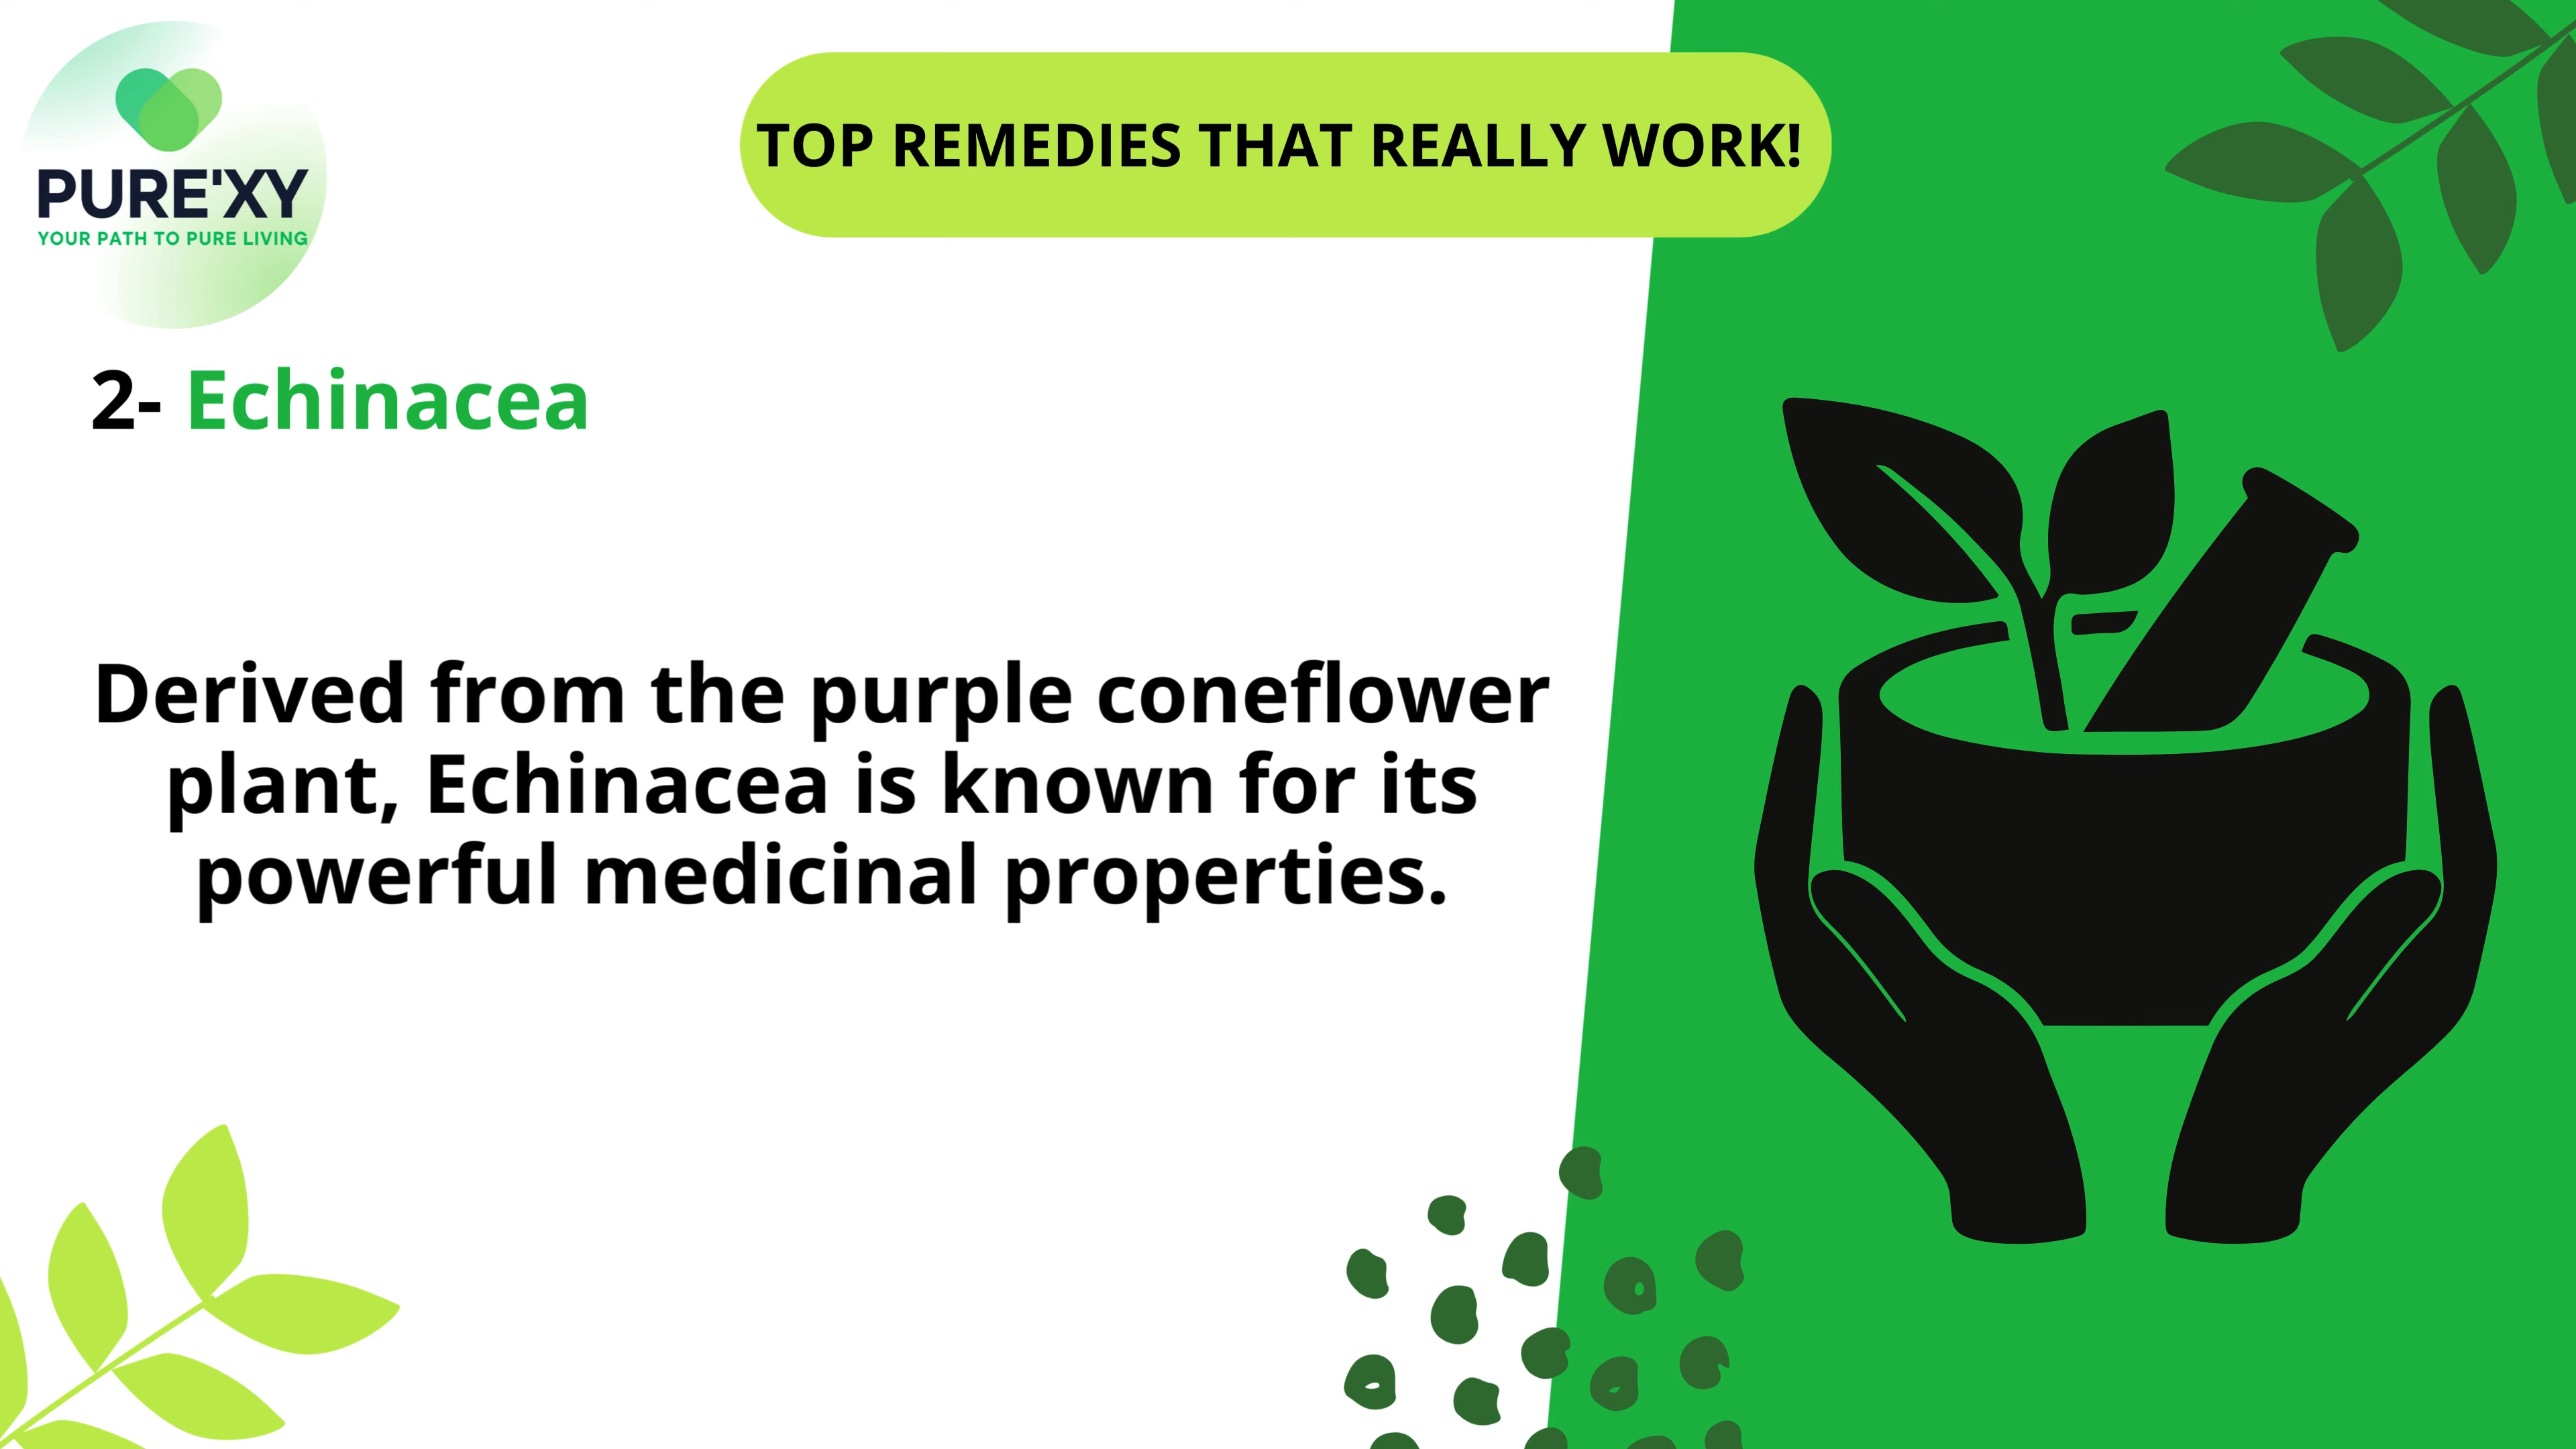 PURE'XY
YOUR PATH TO PURE LIVING
TOP REMEDIES THAT REALLY WORK!
2- Echinacea
Derived from the purple coneflower
plant, Echinacea is known for its
powerful medicinal properties.